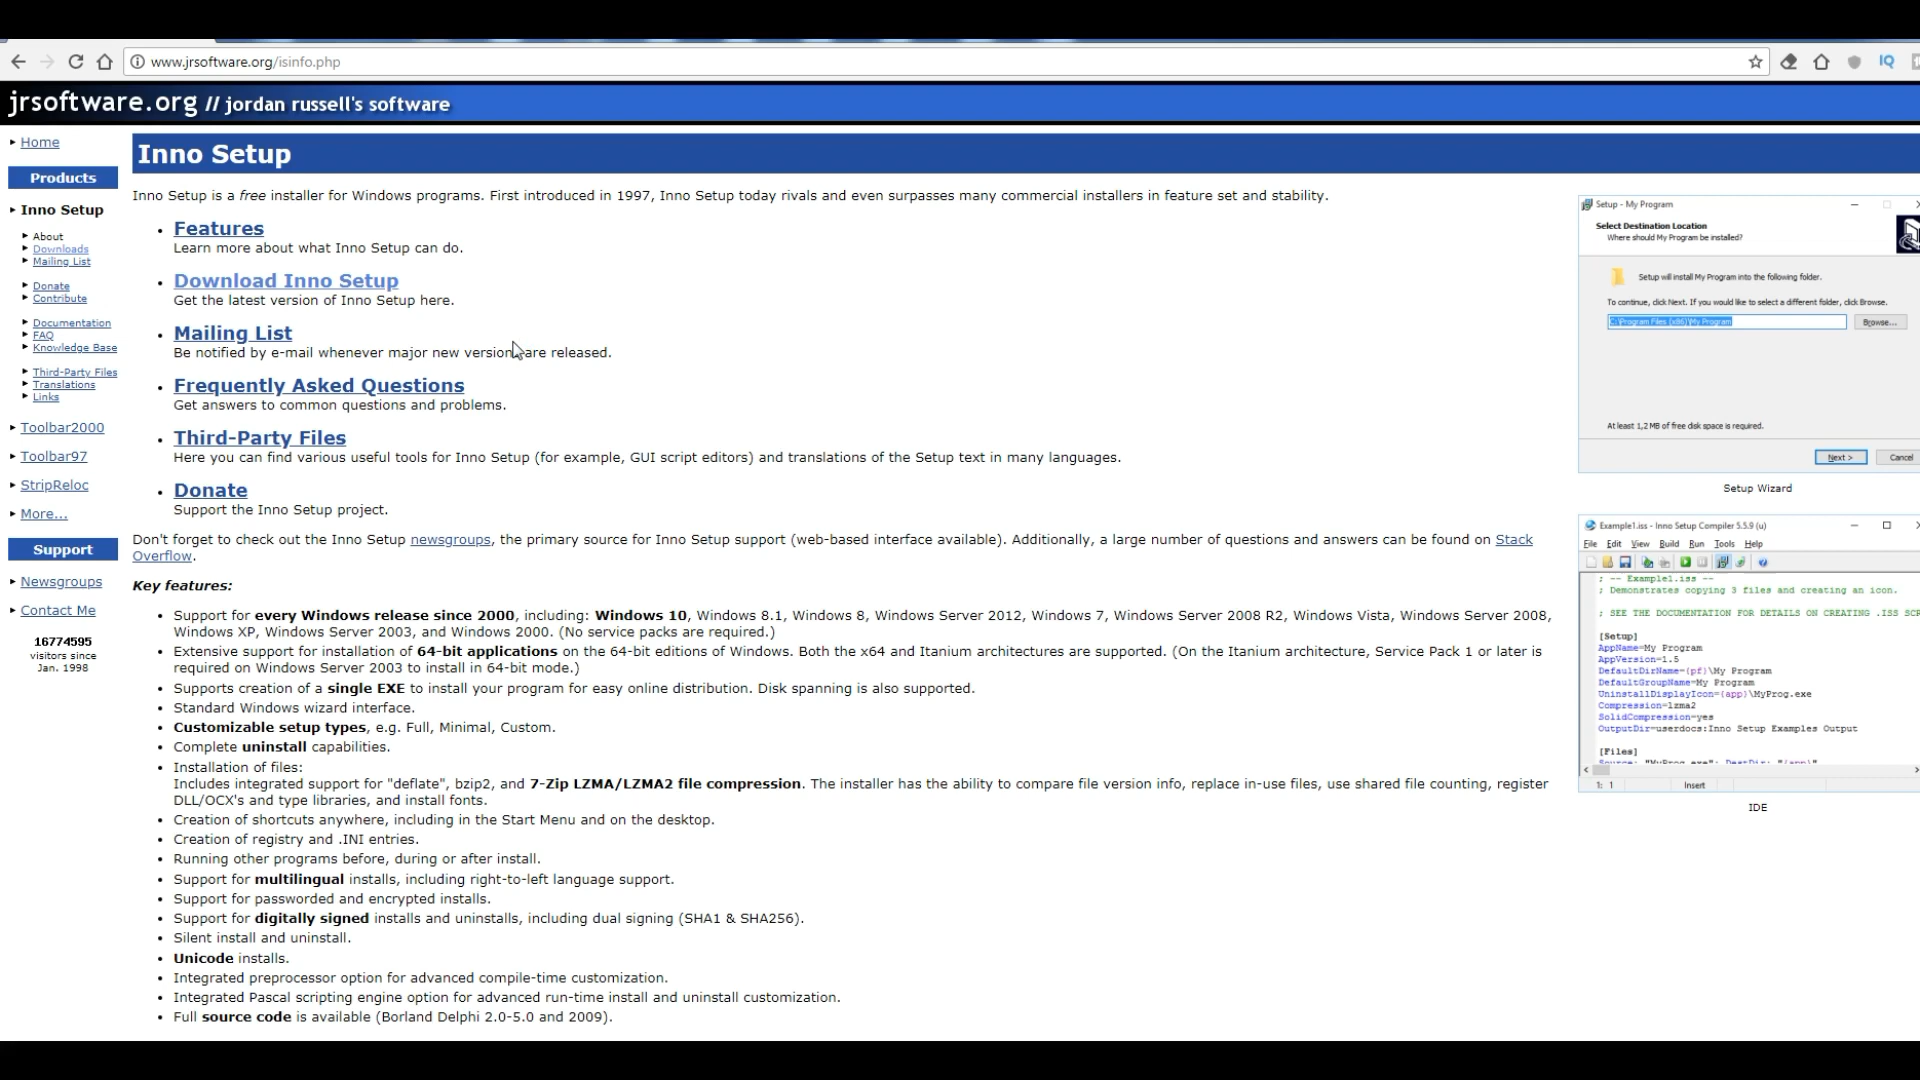 www.jrsoftware.org/isinfo.php
IQ
jrsoftware.org // jordan russell's software
Home
Products
Inno Setup
About
Downloads
Mailing List
Donate
Contribute
Documentation
FAQ
Knowledge Base
Third-Party Files
Translations
Links
Toolbar2000
Toolbar97
StripReloc
More...
Support
Newsgroups
Contact Me
16774595
visitors since
Jan. 1998
Inno Setup
Inno Setup is a free installer for Windows programs. First introduced in 1997, Inno Setup today rivals and even surpasses many commercial installers in feature set and stability.
• Features
Learn more about what Inno Setup can do.
• Download Inno Setup
Get the latest version of Inno Setup here.
• Mailing List
Be notified by e-mail whenever major new version are released.
• Frequently Asked Questions
Get answers to common questions and problems.
• Third-Party Files
Here you can find various useful tools for Inno Setup (for example, GUI script editors) and translations of the Setup text in many languages.
• Donate
Support the Inno Setup project.
Don't forget to check out the Inno Setup newsgroups, the primary source for Inno Setup support (web-based interface available). Additionally, a large number of questions and answers can be found on Stack
Overflow.
Key features:
• Support for every Windows release since 2000, including: Windows 10, Windows 8.1, Windows 8, Windows Server 2012, Windows 7, Windows Server 2008 R2, Windows Vista, Windows Server 2008,
Windows XP, Windows Server 2003, and Windows 2000. (No service packs are required.)
• Extensive support for installation of 64-bit applications on the 64-bit editions of Windows. Both the x64 and Itanium architectures are supported. (On the Itanium architecture, Service Pack 1 or later is
required on Windows Server 2003 to install in 64-bit mode.)
• Supports creation of a single EXE to install your program for easy online distribution. Disk spanning is also supported.
• Standard Windows wizard interface.
• Customizable setup types, e.g. Full, Minimal, Custom.
• Complete uninstall capabilities.
• Installation of files:
Includes integrated support for "deflate", bzip2, and 7-Zip LZMA/LZMA2 file compression. The installer has the ability to compare file version info, replace in-use files, use shared file counting, register
DLL/OCX's and type libraries, and install fonts.
• Creation of shortcuts anywhere, including in the Start Menu and on the desktop.
• Creation of registry and .INI entries.
• Running other programs before, during or after install.
• Support for multilingual installs, including right-to-left language support.
• Support for passworded and encrypted installs.
• Support for digitally signed installs and uninstalls, including dual signing (SHA1 & SHA256).
• Silent install and uninstall.
• Unicode installs.
• Integrated preprocessor option for advanced compile-time customization.
• Integrated Pascal scripting engine option for advanced run-time install and uninstall customization.
• Full source code is available (Borland Delphi 2.0-5.0 and 2009).
Setup - My Program
Select Destination Location
Where should My Program be installed?
Setup will install My Program into the following folder.
To continue, click Next. If you would like to select a different folder, click Browse.
C:\Program Files (x86)\My Program
Browse...
At least 1,2 MB of free disk space is required.
Next >
Cancel
Setup Wizard
Example1.iss - Inno Setup Compiler 5.5.9 (u)
File Edit View Build Run Tools Help
; -- Example1.iss --
; Demonstrates copying 3 files and creating an icon.
; SEE THE DOCUMENTATION FOR DETAILS ON CREATING .ISS SCR
[Setup]
AppName=My Program
AppVersion=1.5
DefaultDirName={pf}\My Program
DefaultGroupName=My Program
UninstallDisplayIcon={app}\MyProg.exe
Compression=lzma2
SolidCompression=yes
OutputDir=userdocs:Inno Setup Examples Output
[Files]
Source: "MyProg.exe"; DestDir: "{app}"
1: 1
Insert
IDE